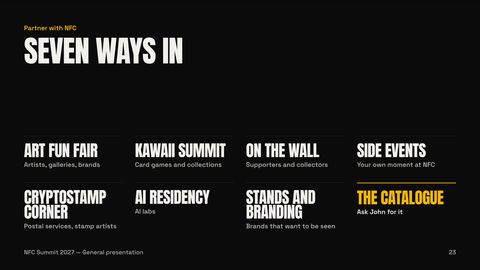 Partner with NFC
SEVEN WAYS IN
ART FUN FAIR
Artists, galleries, brands
KAWAII SUMMIT
Card games and collections
ON THE WALL
Supporters and collectors
SIDE EVENTS
Your own moment at NFC
CRYPTOSTAMP
CORNER
Postal services, stamp artists
AI RESIDENCY
AI labs
STANDS AND
BRANDING
Brands that want to be seen
THE CATALOGUE
Ask John for it
NFC Summit 2027 — General presentation
23